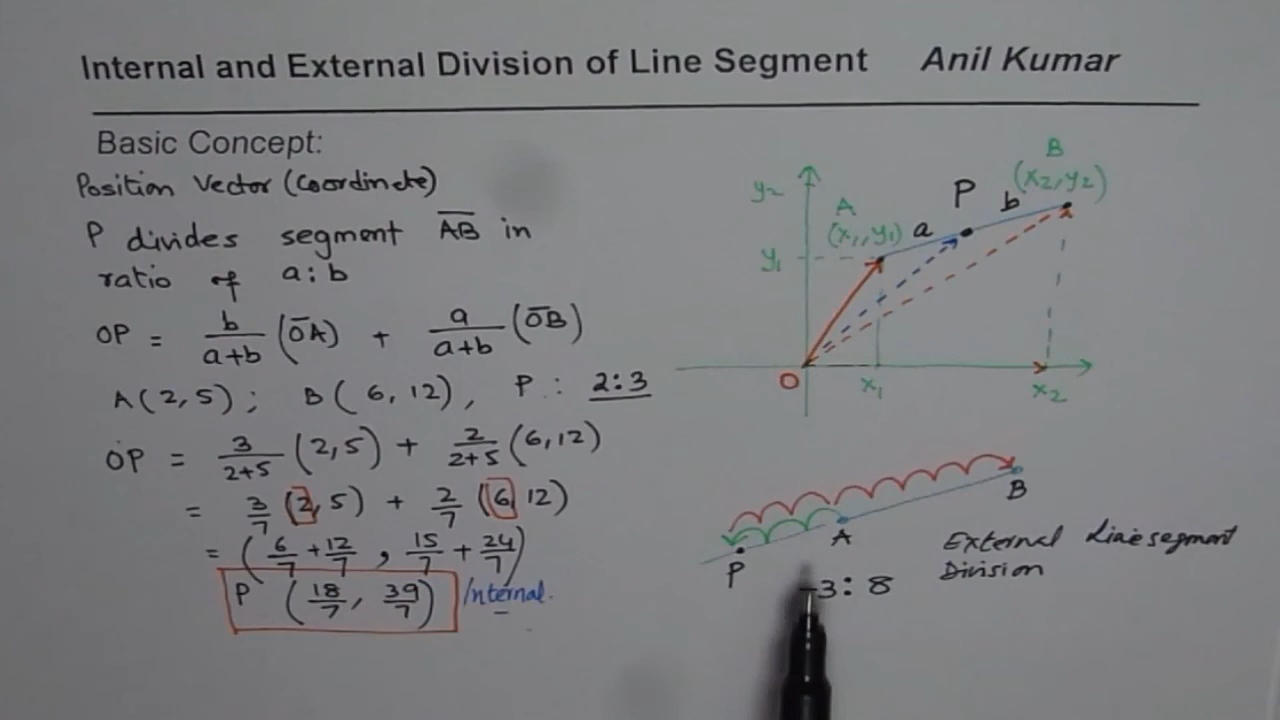 Internal and External Division of Line Segment Anil Kumar
Basic Concept:
Position Vector (Coordinate)
P divides segment A̅B̅ in
ratio of a : b
OP = b/(a+b) (O̅A) + a/(a+b) (O̅B)
A(2,5); B(6,12), P : 2:3
OP = 3/(2+5) (2,5) + 2/(2+5) (6,12)
= 3/7 (2,5) + 2/7 (6,12)
= (6/7 + 12/7, 15/7 + 24/7)
P (18/7, 39/7) Internal.
y₂
y₁
A
(x₁,y₁)
a
P
b
B
(x₂,y₂)
O
x₁
x₂
B
A
P
-3:8
External Line segment
Division